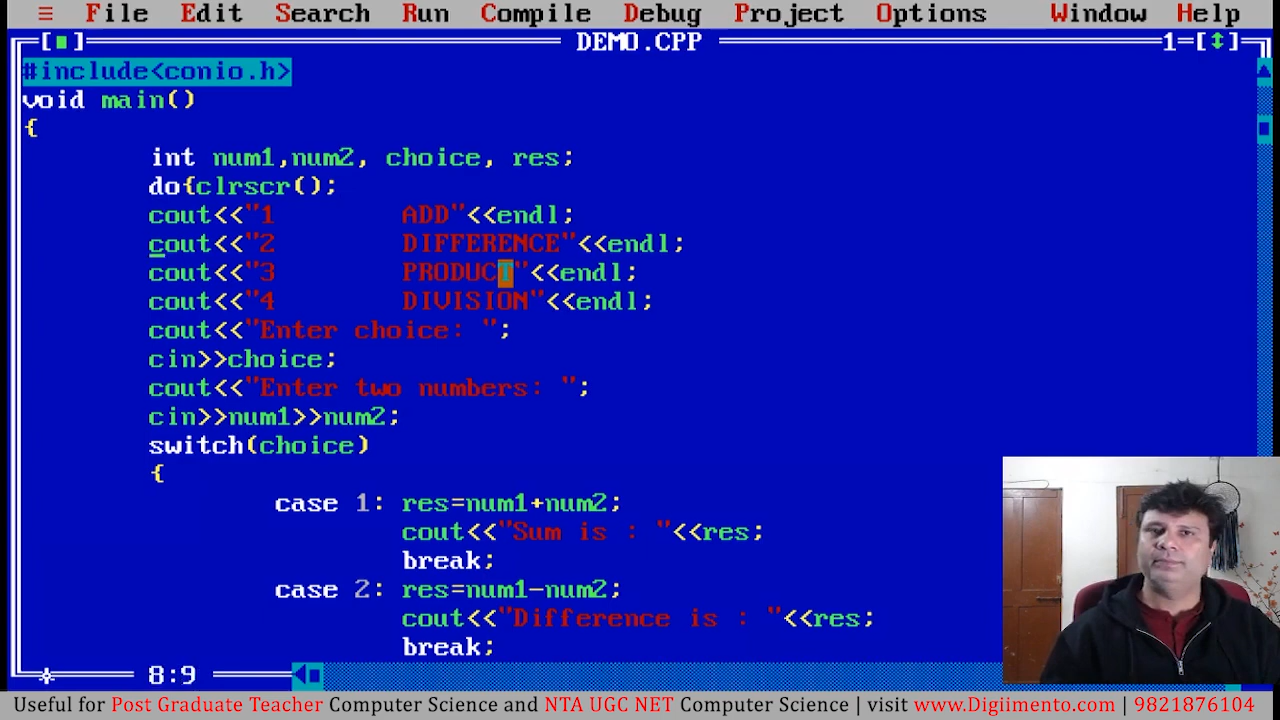 ≡ File Edit Search Run Compile Debug Project Options Window Help
[■] DEMO.CPP 1=[↕]
#include<conio.h>
void main()
{
int num1,num2, choice, res;
do{clrscr();
cout<<"1 ADD"<<endl;
cout<<"2 DIFFERENCE"<<endl;
cout<<"3 PRODUCT"<<endl;
cout<<"4 DIVISION"<<endl;
cout<<"Enter choice: ";
cin>>choice;
cout<<"Enter two numbers: ";
cin>>num1>>num2;
switch(choice)
{
case 1: res=num1+num2;
cout<<"Sum is : "<<res;
break;
case 2: res=num1-num2;
cout<<"Difference is : "<<res;
break;
8:9
Useful for Post Graduate Teacher Computer Science and NTA UGC NET Computer Science | visit www.Digiimento.com | 9821876104